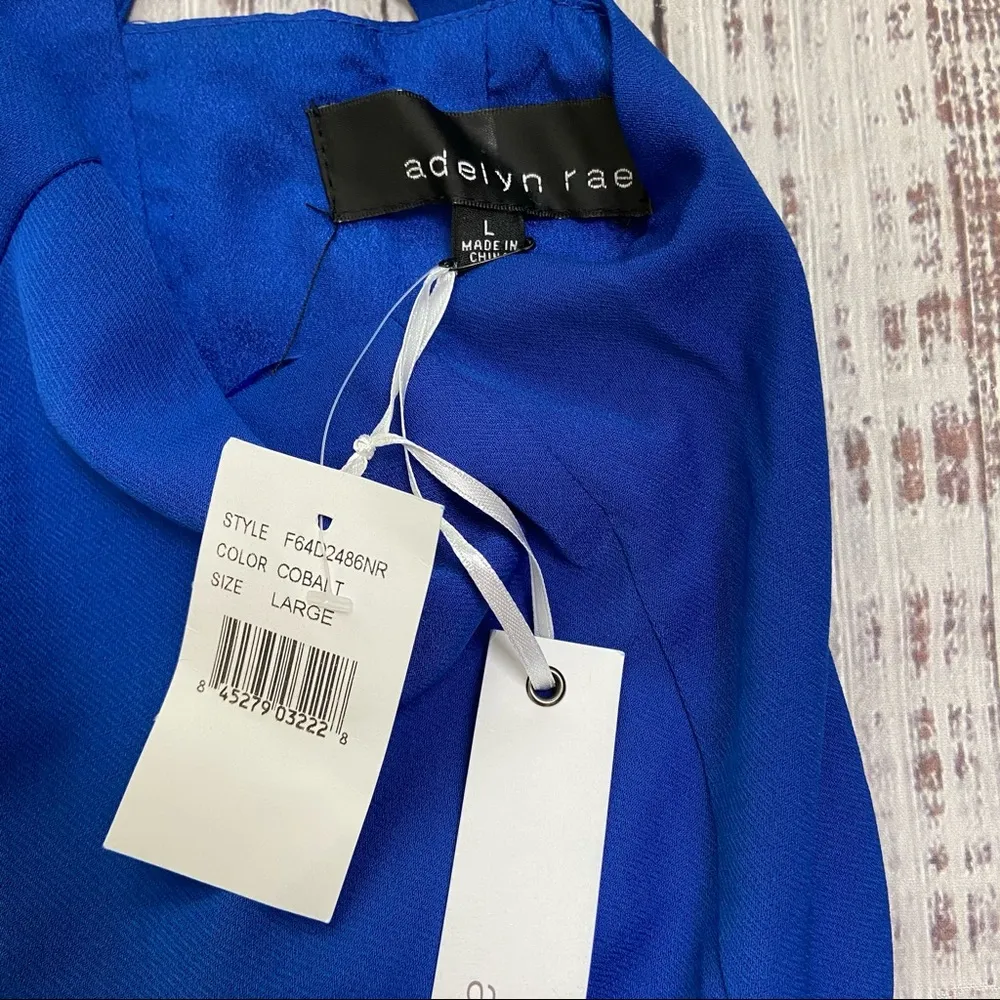 adelyn rae
L
MADE IN
CHINA
STYLE F64D2486NR
COLOR COBALT
SIZE LARGE
8 45279 03222 8
a